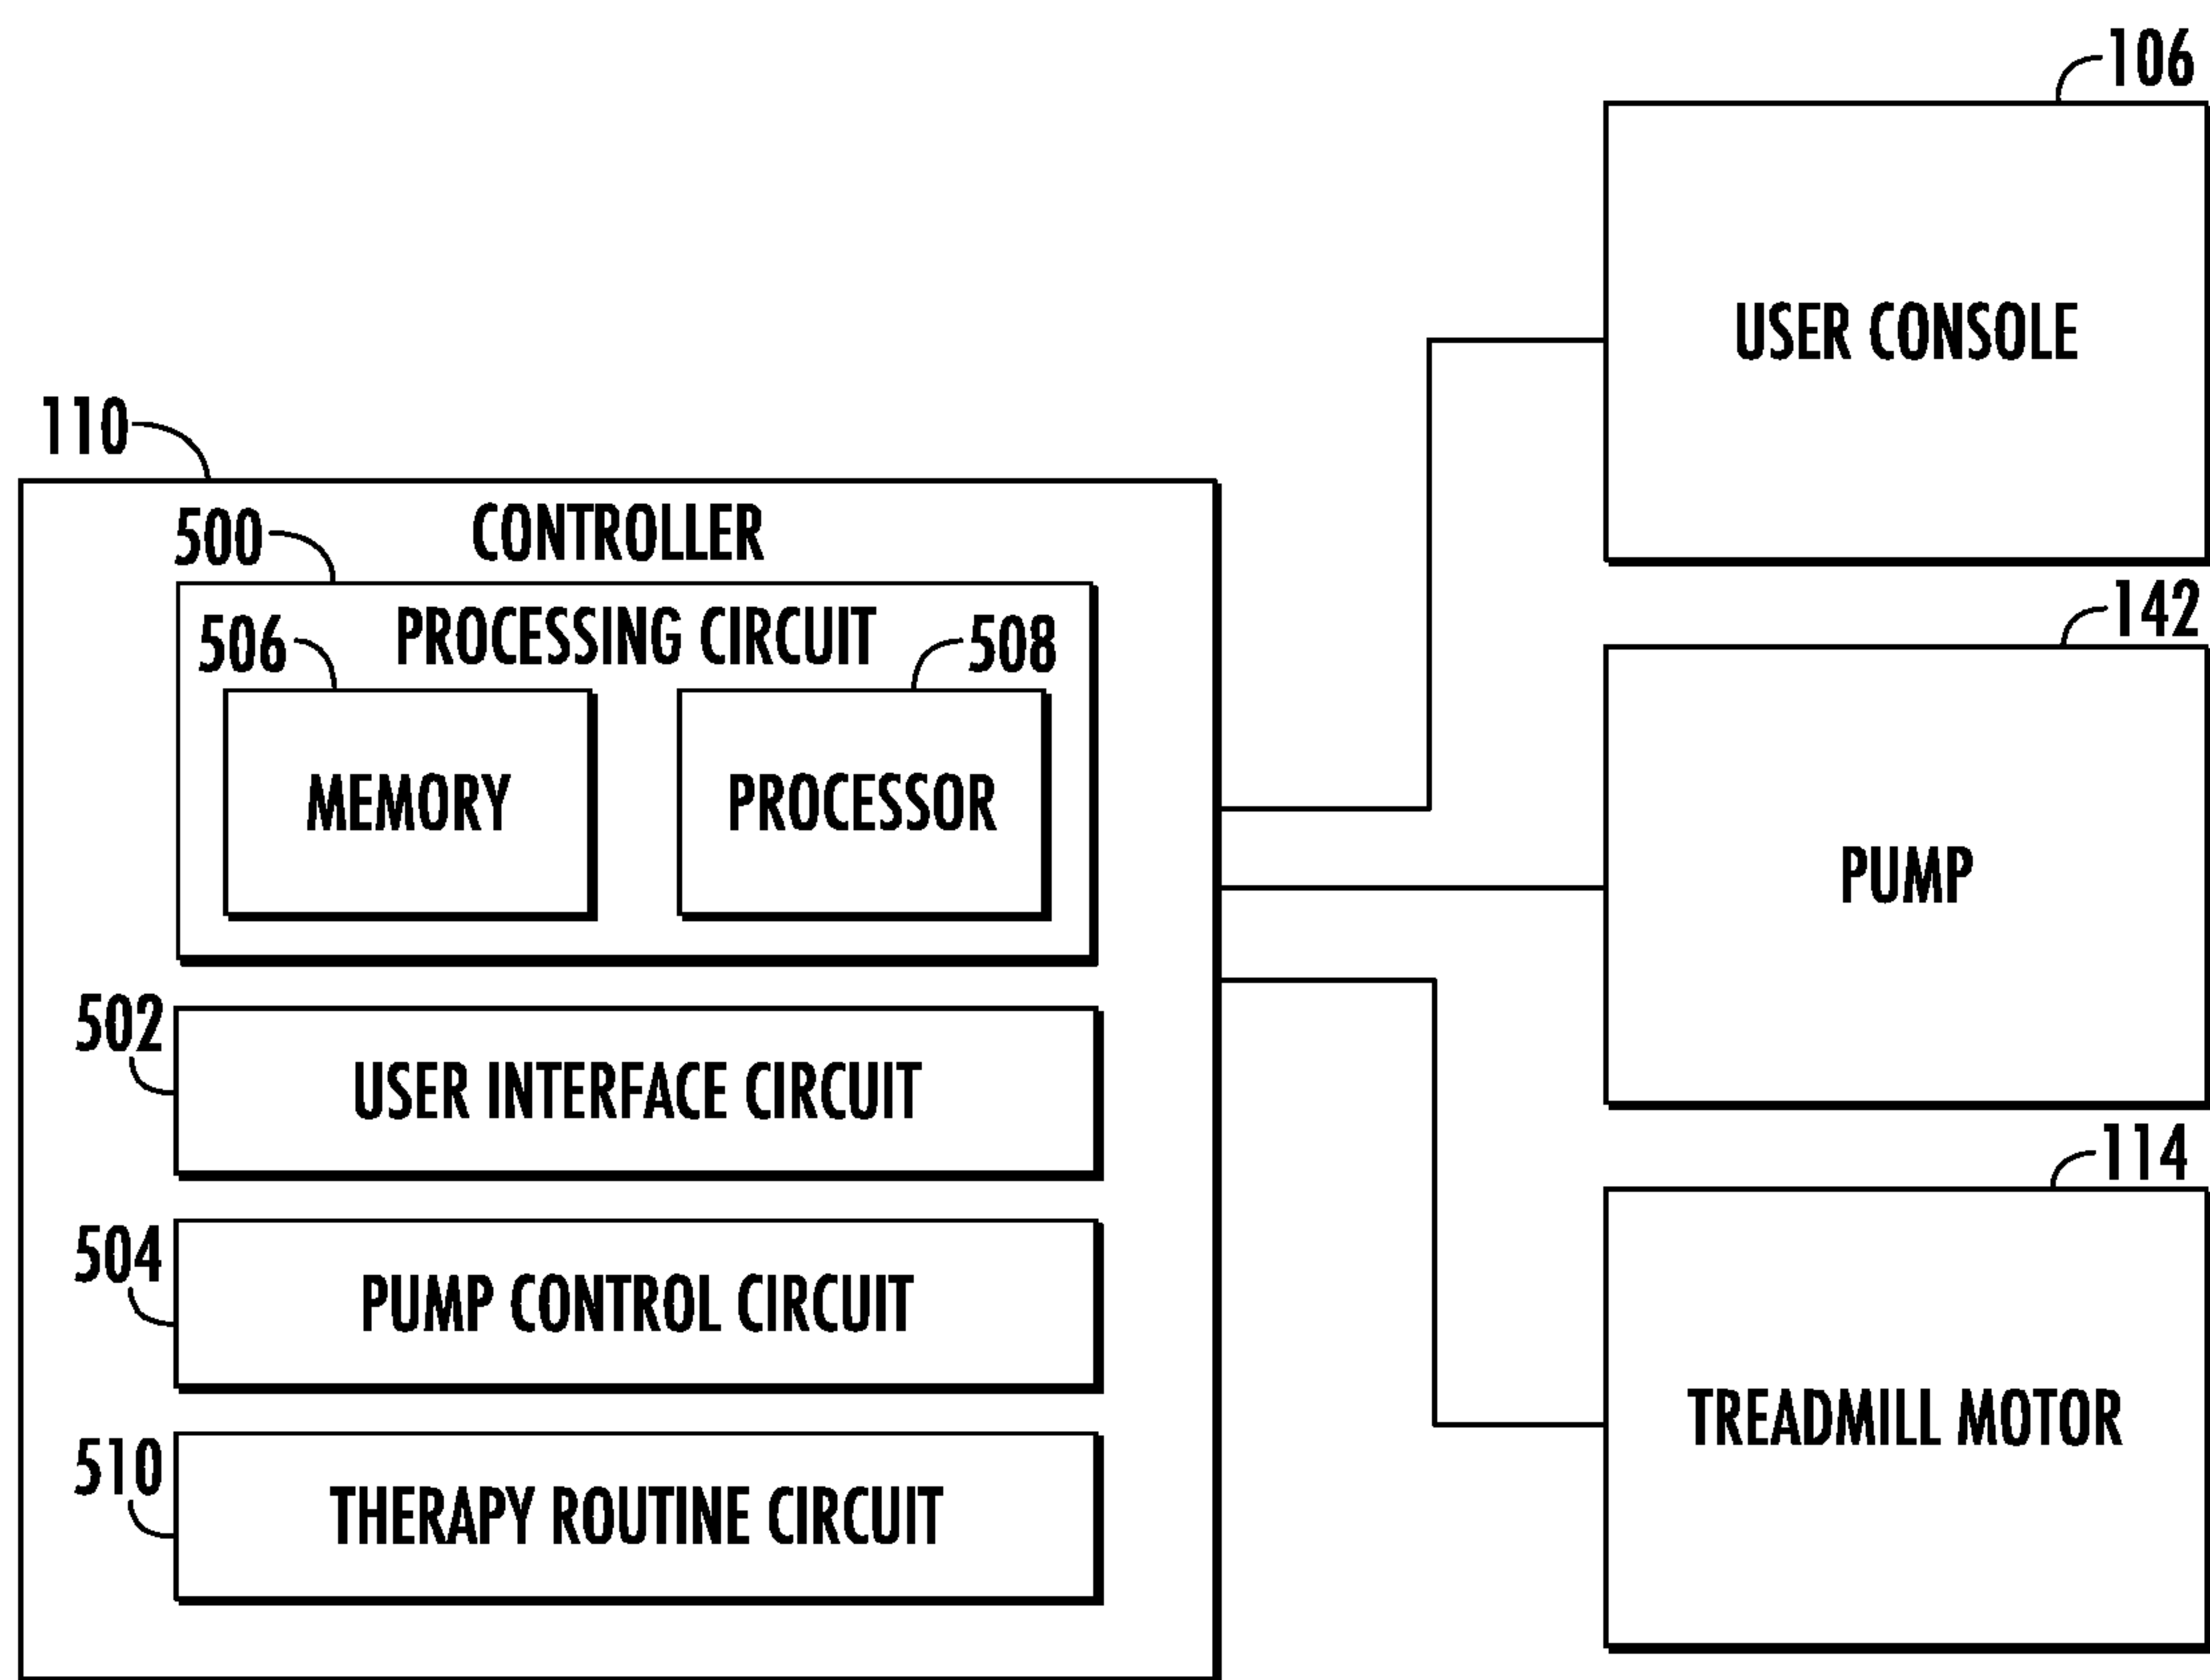 106
USER CONSOLE
110
CONTROLLER
500
PROCESSING CIRCUIT
506
508
MEMORY
PROCESSOR
142
PUMP
502
USER INTERFACE CIRCUIT
114
TREADMILL MOTOR
504
PUMP CONTROL CIRCUIT
510
THERAPY ROUTINE CIRCUIT